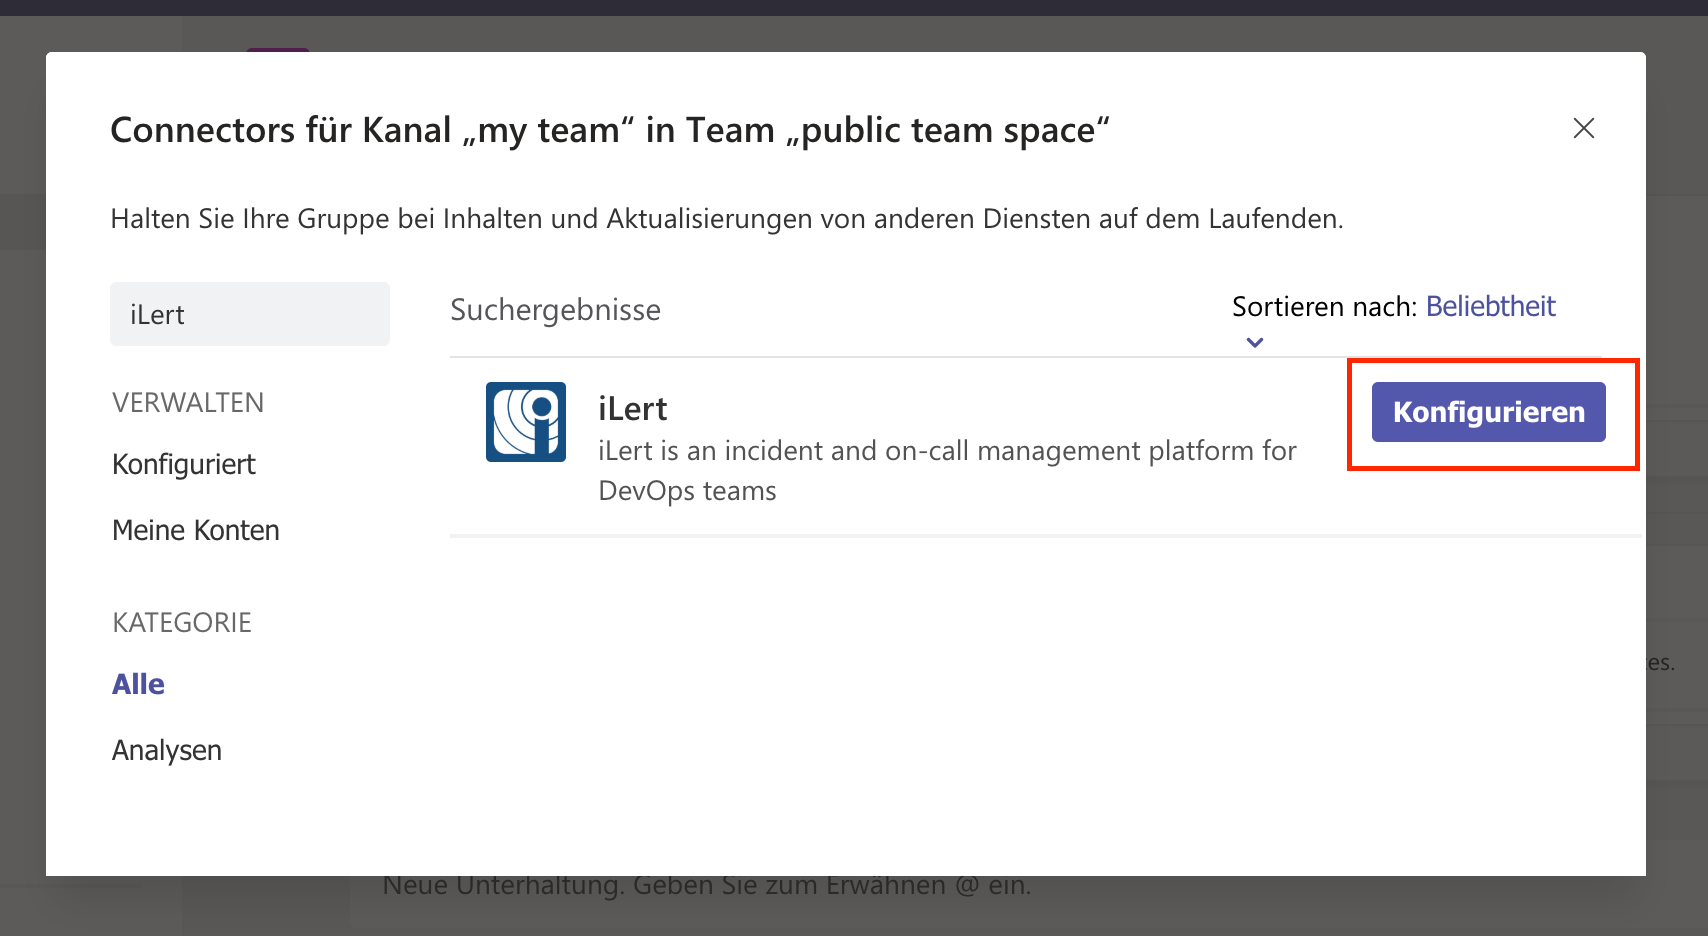 Connectors für Kanal „my team“ in Team „public team space“
Halten Sie Ihre Gruppe bei Inhalten und Aktualisierungen von anderen Diensten auf dem Laufenden.
iLert
Suchergebnisse
Sortieren nach: Beliebtheit
VERWALTEN
Konfiguriert
Meine Konten
KATEGORIE
Alle
Analysen
iLert
iLert is an incident and on-call management platform for
DevOps teams
Konfigurieren
es.
Neue Unterhaltung. Geben Sie zum Erwähnen @ ein.